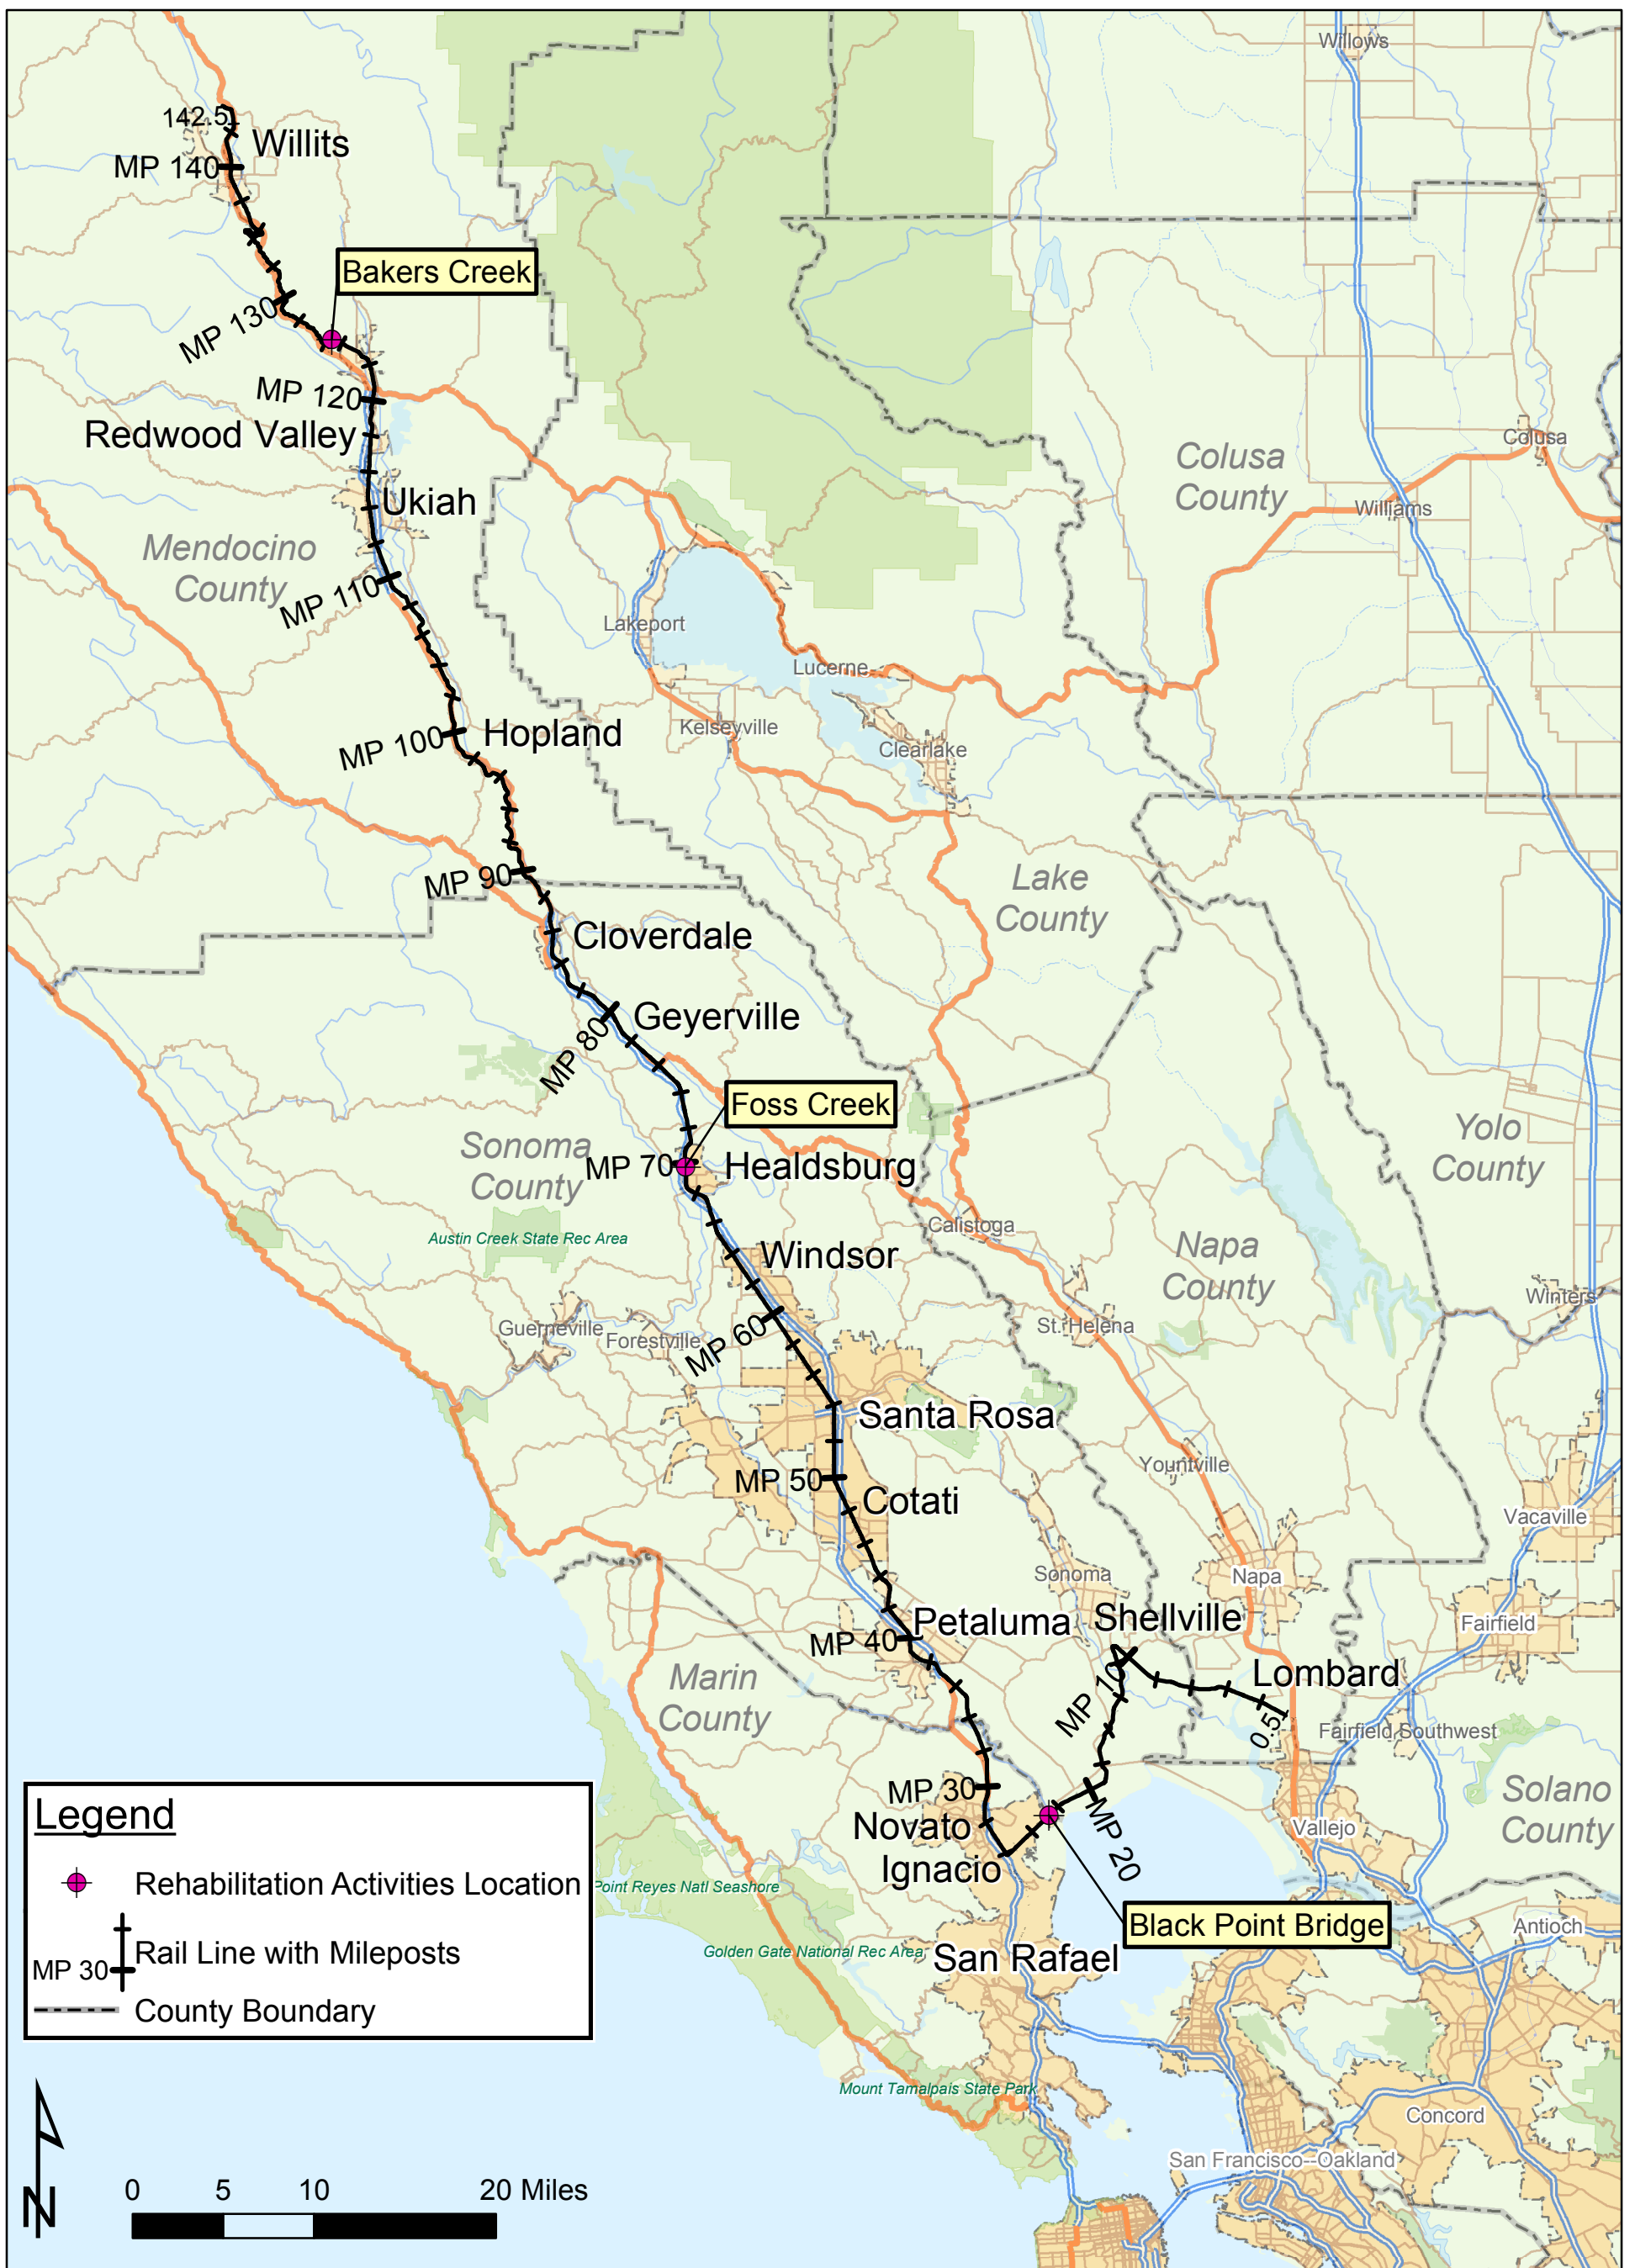 Willows
142.5
Willits
MP 140
Bakers Creek
MP 130
MP 120
Redwood Valley
Colusa
Colusa
County
Williams
Ukiah
Mendocino
County
MP 110
Lakeport
Lucerne
Kelseyville
Clearlake
MP 100
Hopland
MP 90
Lake
County
Cloverdale
Geyerville
MP 80
Foss Creek
Yolo
County
Sonoma
County
MP 70
Healdsburg
Calistoga
Austin Creek State Rec Area
Windsor
Napa
County
Winters
Guerneville
Forestville
MP 60
St. Helena
Santa Rosa
Yountville
MP 50
Cotati
Vacaville
Sonoma
Napa
Petaluma
Shellville
Fairfield
MP 40
Marin
County
MP 10
Lombard
0.51
Fairfield Southwest
MP 30
Novato
Ignacio
MP 20
Vallejo
Solano
County
Legend
Rehabilitation Activities Location
Point Reyes Natl Seashore
Black Point Bridge
Antioch
MP 30
Rail Line with Mileposts
Golden Gate National Rec Area
San Rafael
County Boundary
Mount Tamalpais State Park
Concord
San Francisco--Oakland
N
0 5 10 20 Miles